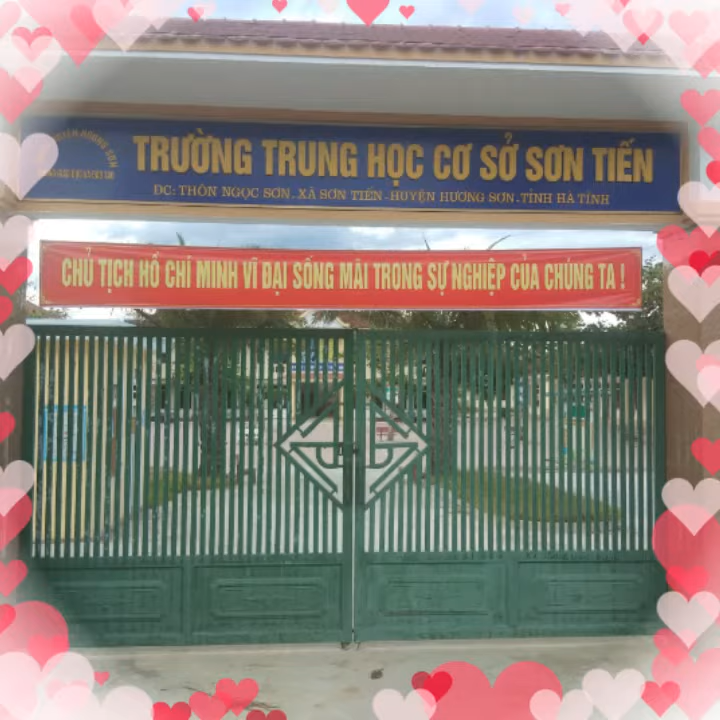 TRƯỜNG TRUNG HỌC CƠ SỞ SƠN TIẾN
ĐC: THÔN NGỌC SƠN. XÃ SƠN TIẾN - HUYỆN HƯƠNG SƠN. TỈNH HÀ TĨNH
CHỦ TỊCH HỒ CHÍ MINH VĨ ĐẠI SỐNG MÃI TRONG SỰ NGHIỆP CỦA CHÚNG TA !